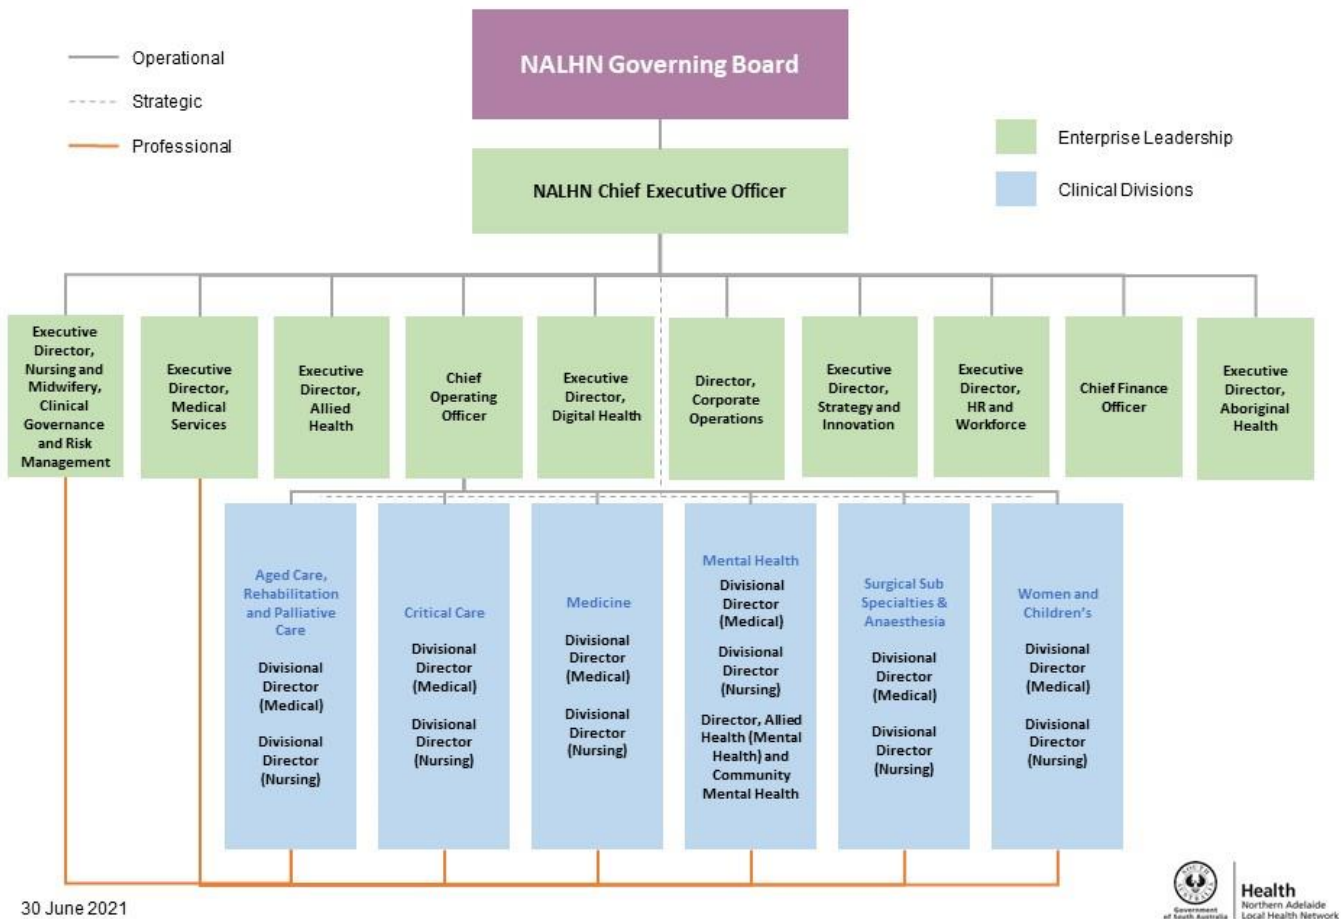 Operational
Strategic
Professional
NALHN Governing Board
Enterprise Leadership
Clinical Divisions
NALHN Chief Executive Officer
Executive
Director,
Nursing and
Midwifery,
Clinical
Governance
and Risk
Management
Executive
Director,
Medical
Services
Executive
Director,
Allied
Health
Chief
Operating
Officer
Executive
Director,
Digital Health
Director,
Corporate
Operations
Executive
Director,
Strategy and
Innovation
Executive
Director,
HR and
Workforce
Chief Finance
Officer
Executive
Director,
Aboriginal
Health
Aged Care,
Rehabilitation
and Palliative
Care
Divisional
Director
(Medical)
Divisional
Director
(Nursing)
Critical Care
Divisional
Director
(Medical)
Divisional
Director
(Nursing)
Medicine
Divisional
Director
(Medical)
Divisional
Director
(Nursing)
Mental Health
Divisional
Director
(Medical)
Divisional
Director
(Nursing)
Director, Allied
Health (Mental
Health) and
Community
Mental Health
Surgical Sub
Specialties &
Anaesthesia
Divisional
Director
(Medical)
Divisional
Director
(Nursing)
Women and
Children's
Divisional
Director
(Medical)
Divisional
Director
(Nursing)
30 June 2021
SOUTH
AUSTRALIA
Government
of South Australia
Health
Northern Adelaide
Local Health Network